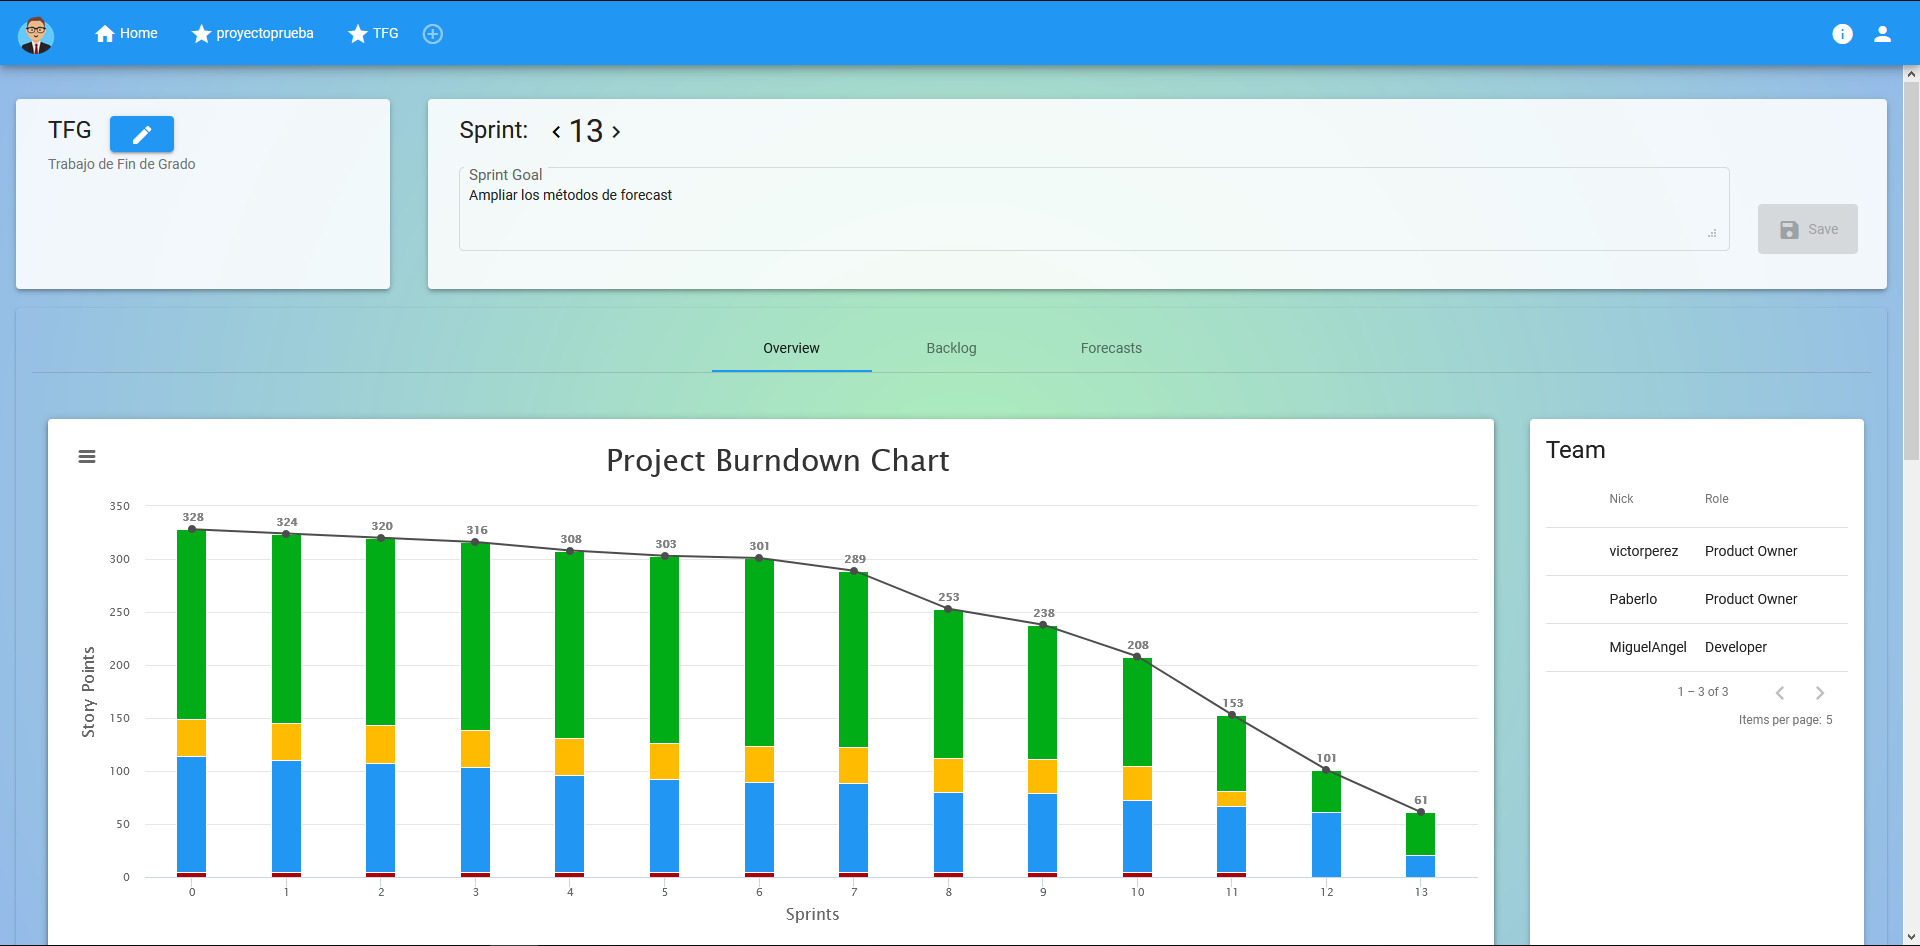 Home proyectoprueba TFG
TFG
Trabajo de Fin de Grado
Sprint: 13
Sprint Goal
Ampliar los métodos de forecast
Save
Overview Backlog Forecasts
Project Burndown Chart
Story Points
350
300
250
200
150
100
50
0
328 324 320 316 308 303 301 289 253 238 208 153 101 61
0 1 2 3 4 5 6 7 8 9 10 11 12 13
Sprints
Team
Nick Role
victorperez Product Owner
Paberlo Product Owner
MiguelAngel Developer
1 – 3 of 3
Items per page: 5